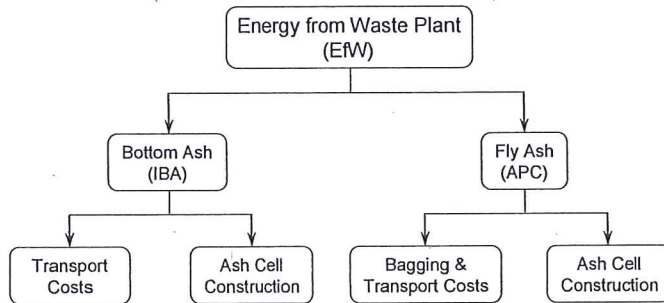 Energy from Waste Plant
(EfW)
Bottom Ash
(IBA)
Fly Ash
(APC)
Transport
Costs
Ash Cell
Construction
Bagging &
Transport Costs
Ash Cell
Construction